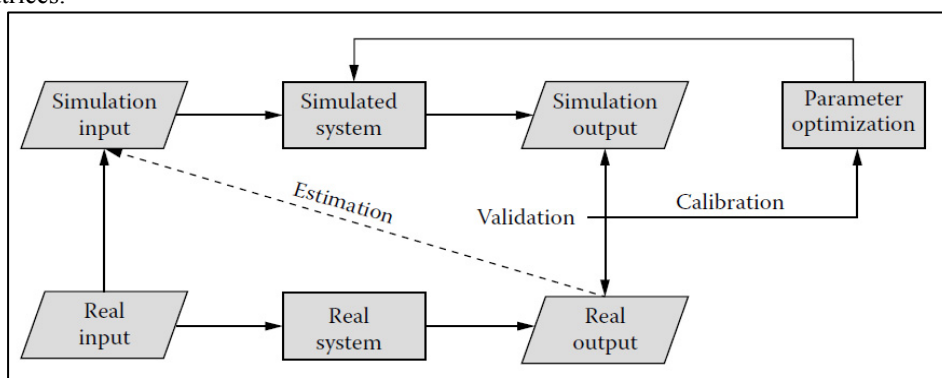 Simulation
input
Simulated
system
Simulation
output
Parameter
optimization
Estimation
Validation
Calibration
Real
input
Real
system
Real
output